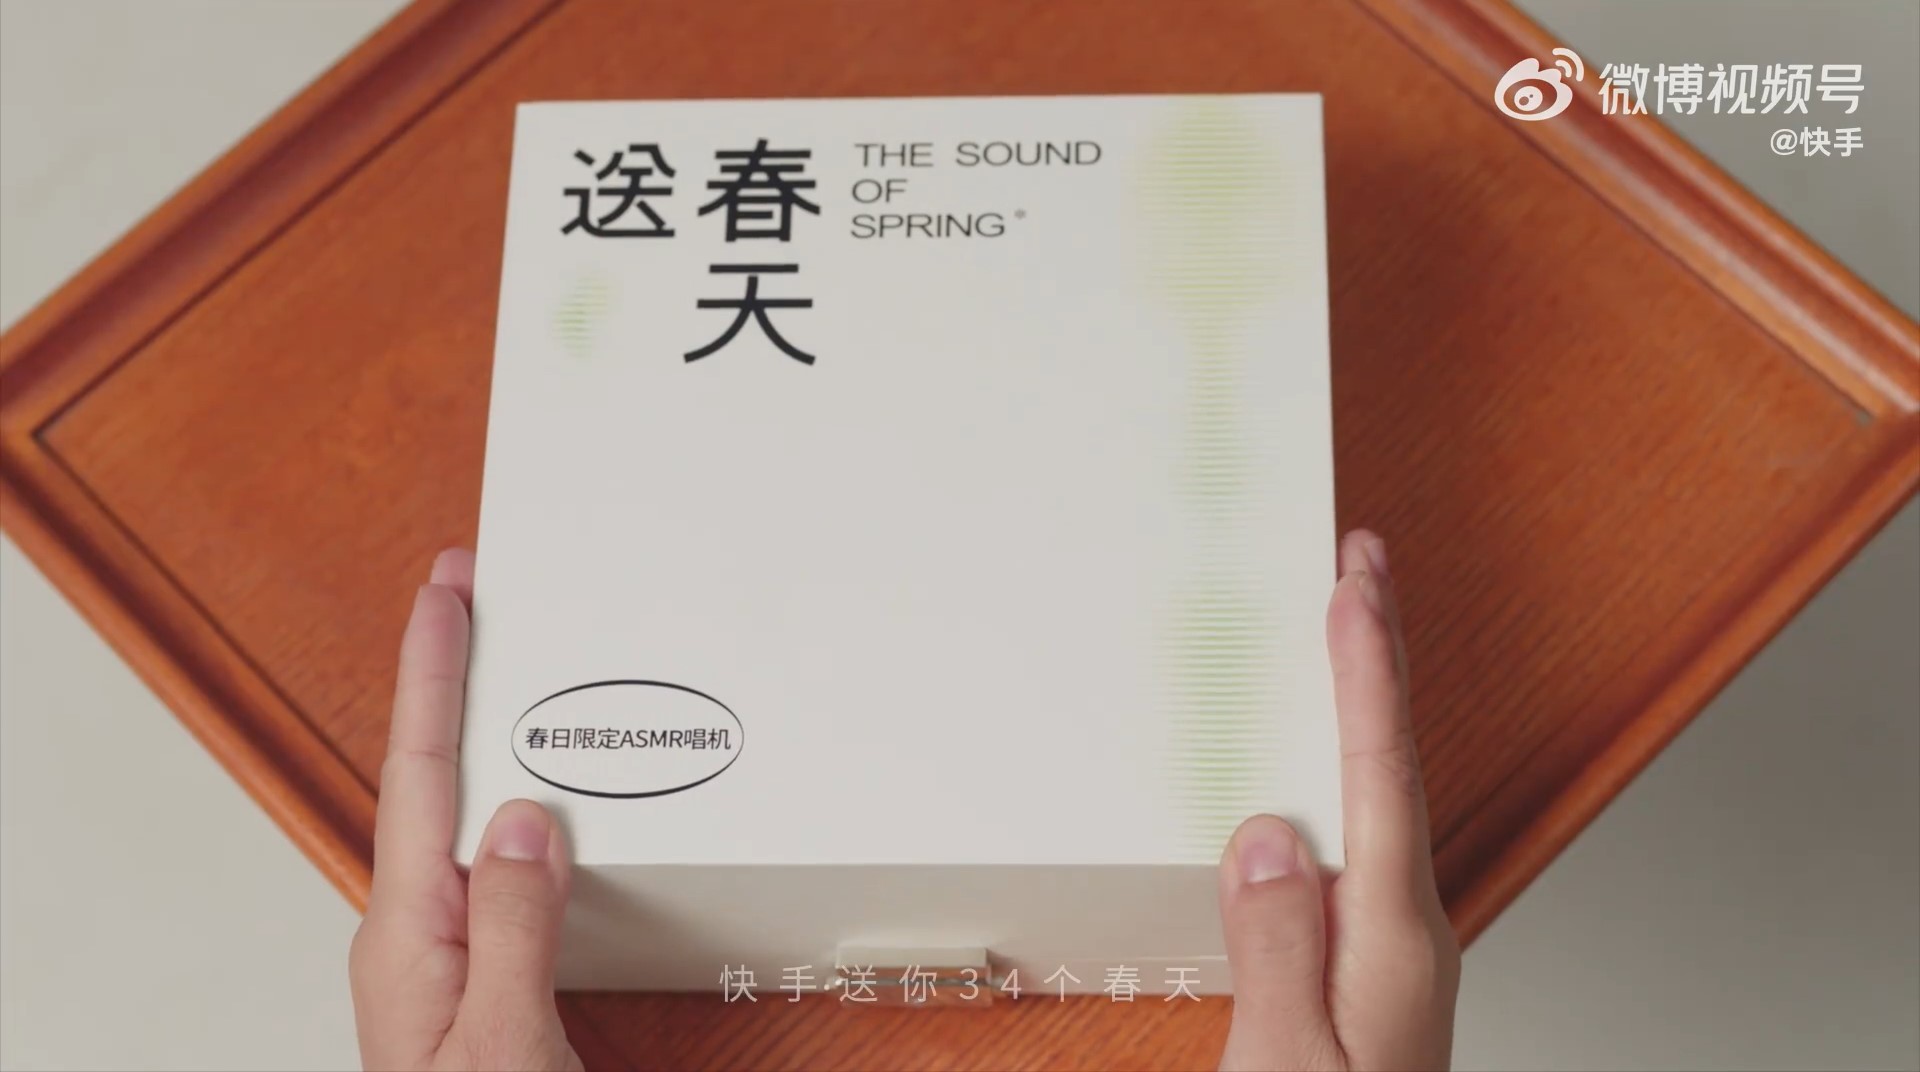 微博视频号
@快手
送春天
THE SOUND
OF
SPRING®
春日限定ASMR唱机
快手送你34个春天